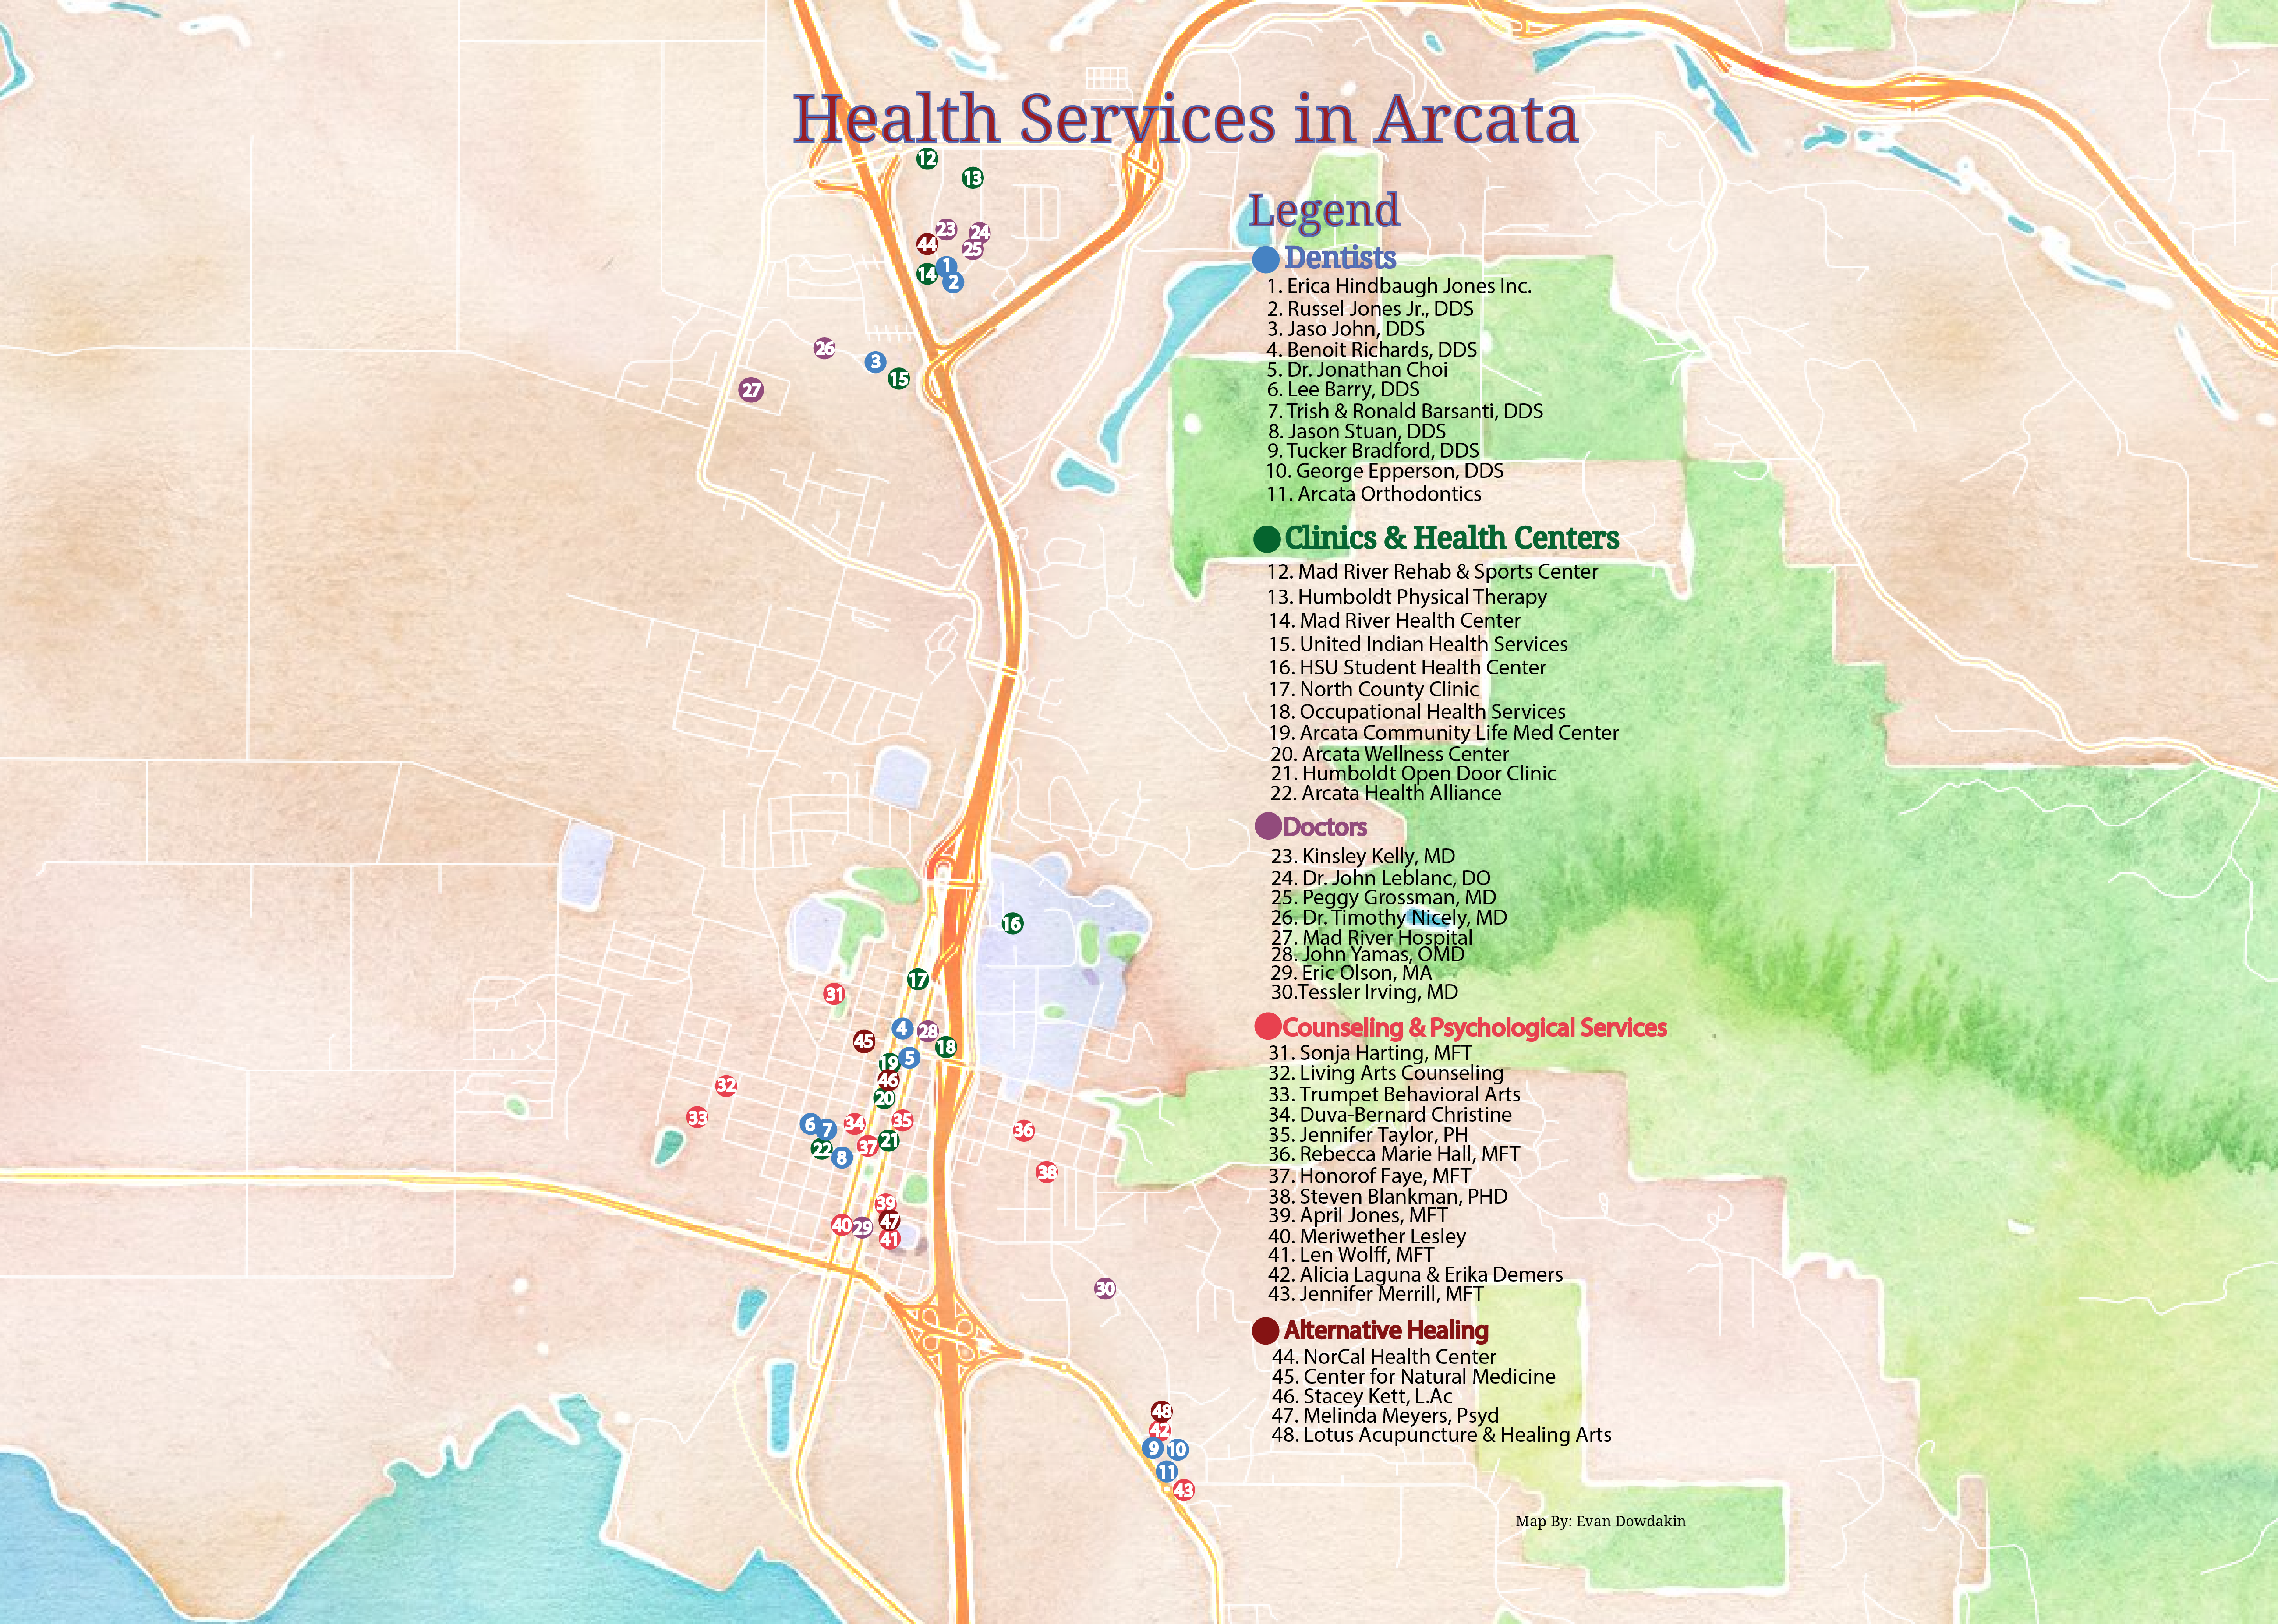 Health Services in Arcata
12
13
23
24
44
25
1
14
2
26
3
15
27
16
17
31
4
28
45
18
5
19
46
32
20
33
35
34
6
7
36
21
37
22
8
38
39
47
40
29
41
30
48
42
9
10
11
43
Legend
Dentists
1. Erica Hindbaugh Jones Inc.
2. Russel Jones Jr., DDS
3. Jaso John, DDS
4. Benoit Richards, DDS
5. Dr. Jonathan Choi
6. Lee Barry, DDS
7. Trish & Ronald Barsanti, DDS
8. Jason Stuan, DDS
9. Tucker Bradford, DDS
10. George Epperson, DDS
11. Arcata Orthodontics
Clinics & Health Centers
12. Mad River Rehab & Sports Center
13. Humboldt Physical Therapy
14. Mad River Health Center
15. United Indian Health Services
16. HSU Student Health Center
17. North County Clinic
18. Occupational Health Services
19. Arcata Community Life Med Center
20. Arcata Wellness Center
21. Humboldt Open Door Clinic
22. Arcata Health Alliance
Doctors
23. Kinsley Kelly, MD
24. Dr. John Leblanc, DO
25. Peggy Grossman, MD
26. Dr. Timothy Nicely, MD
27. Mad River Hospital
28. John Yamas, OMD
29. Eric Olson, MA
30.Tessler Irving, MD
Counseling & Psychological Services
31. Sonja Harting, MFT
32. Living Arts Counseling
33. Trumpet Behavioral Arts
34. Duva-Bernard Christine
35. Jennifer Taylor, PH
36. Rebecca Marie Hall, MFT
37. Honorof Faye, MFT
38. Steven Blankman, PHD
39. April Jones, MFT
40. Meriwether Lesley
41. Len Wolff, MFT
42. Alicia Laguna & Erika Demers
43. Jennifer Merrill, MFT
Alternative Healing
44. NorCal Health Center
45. Center for Natural Medicine
46. Stacey Kett, L.Ac
47. Melinda Meyers, Psyd
48. Lotus Acupuncture & Healing Arts
Map By: Evan Dowdakin